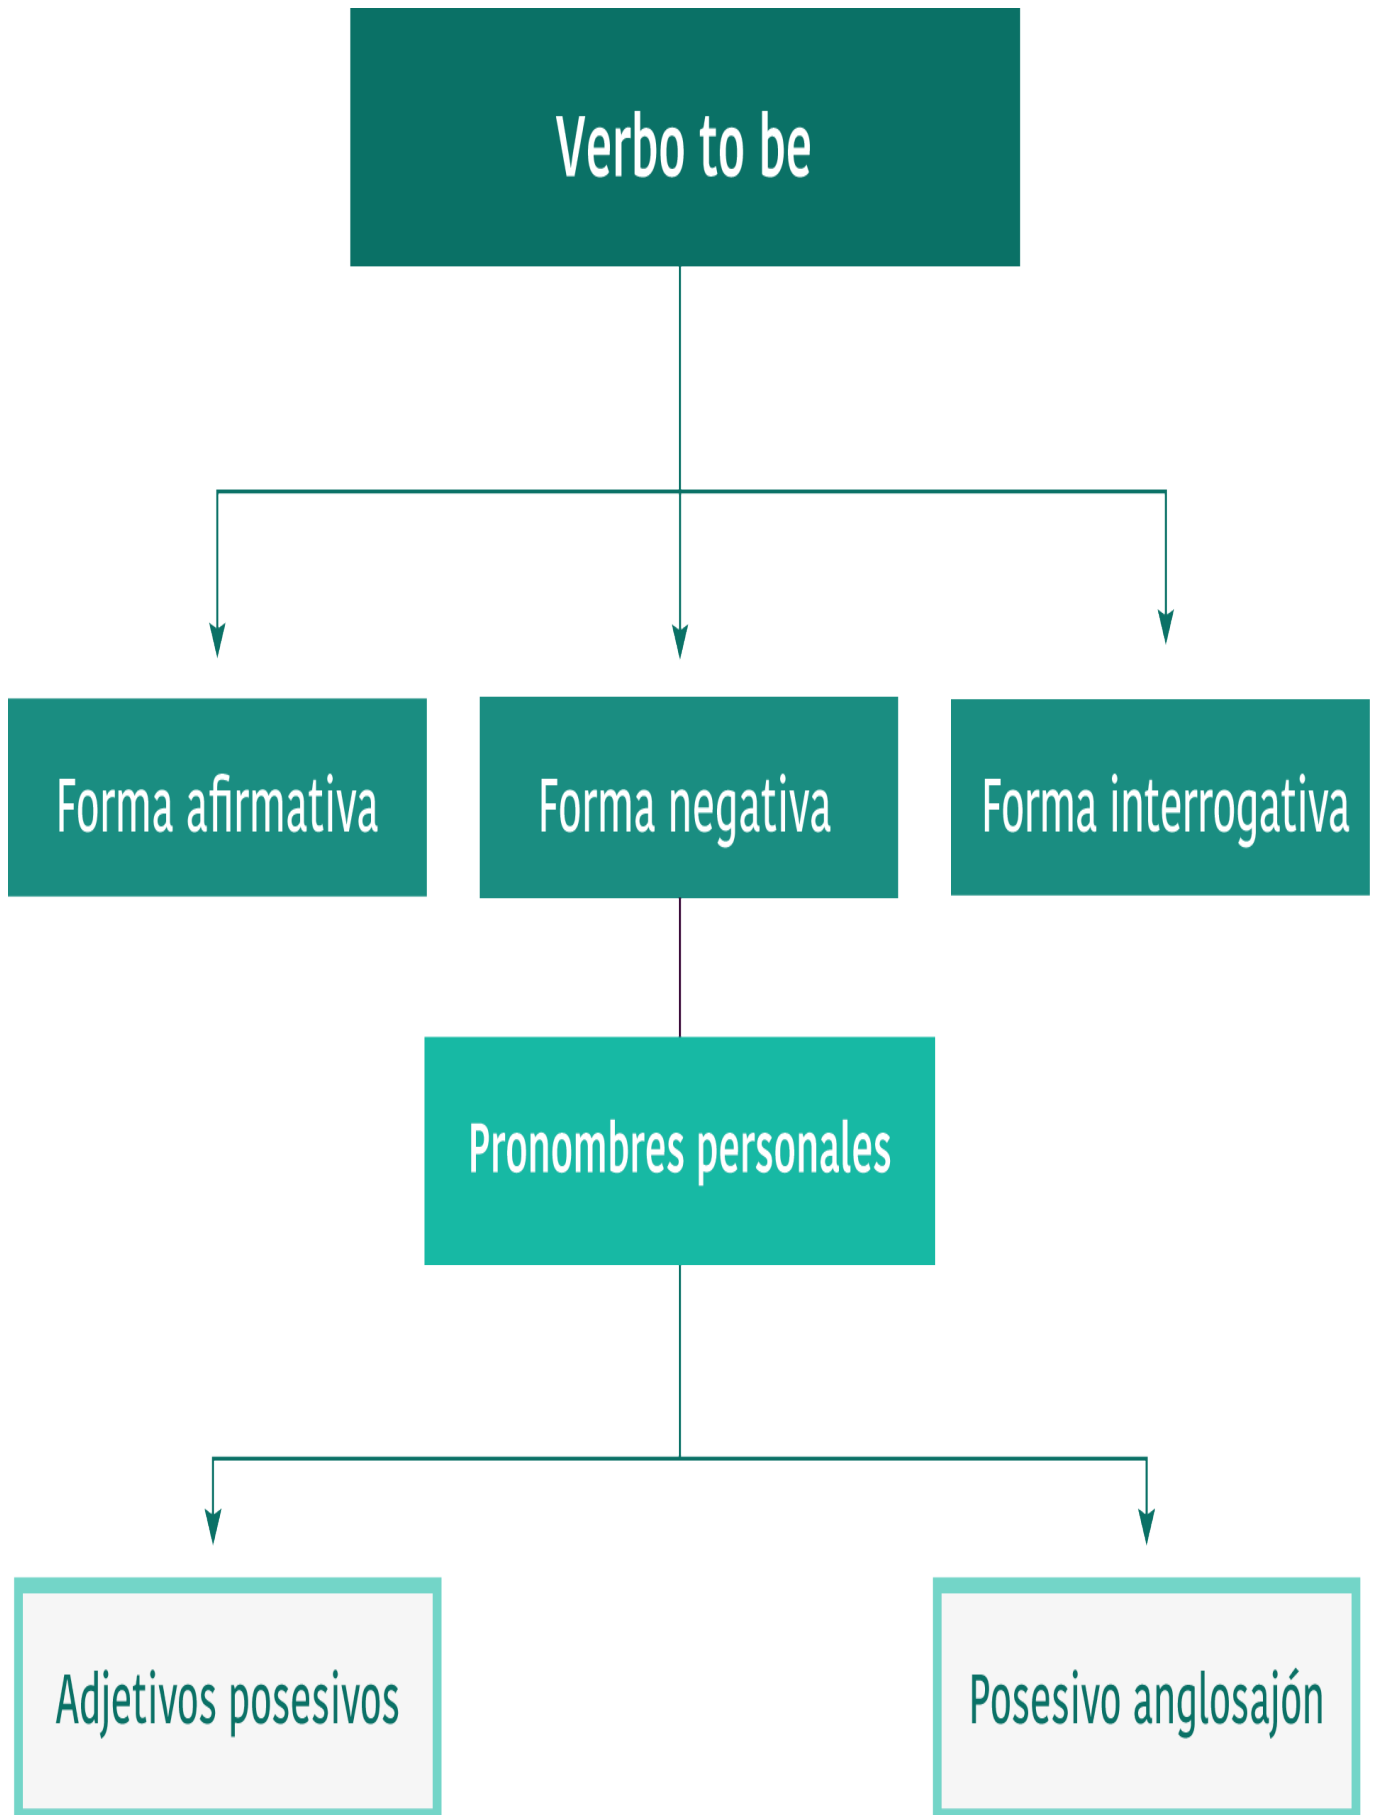 Verbo to be
Forma afirmativa
Forma negativa
Forma interrogativa
Pronombres personales
Adjetivos posesivos
Posesivo anglosajón